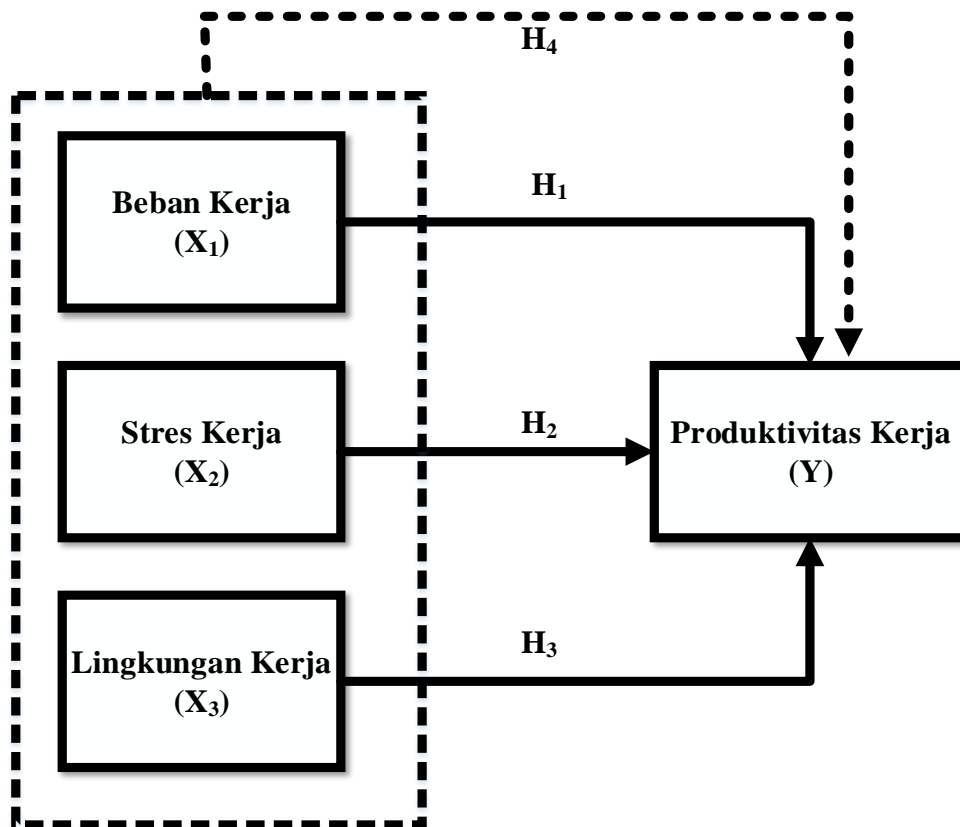 H₄
H₁
Beban Kerja
(X₁)
Stres Kerja
(X₂)
H₂
Produktivitas Kerja
(Y)
H₃
Lingkungan Kerja
(X₃)